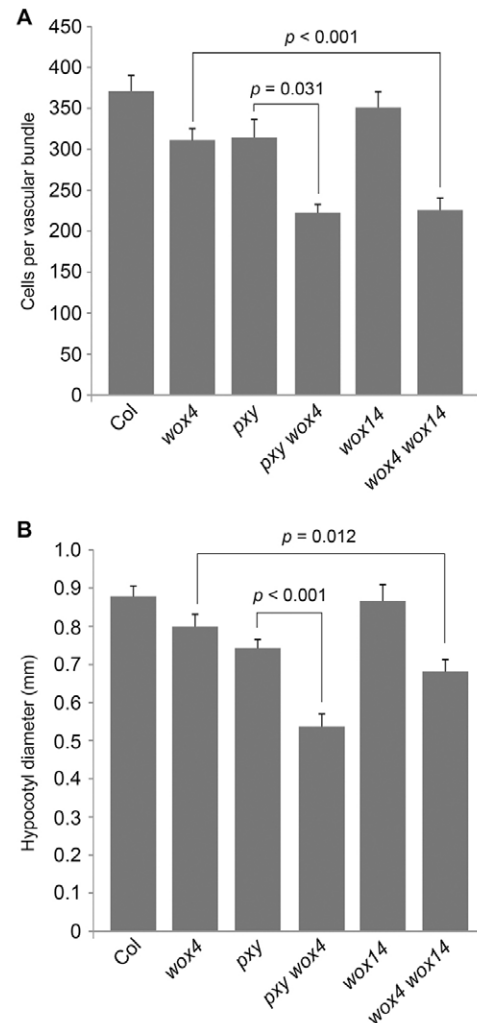 A
450
400
350
300
250
200
150
100
50
0
Cells per vascular bundle
p < 0.001
p = 0.031
Col
wox4
pxy
pxy wox4
wox14
wox4 wox14
B
1.0
0.9
0.8
0.7
0.6
0.5
0.4
0.3
0.2
0.1
0
Hypocotyl diameter (mm)
p = 0.012
p < 0.001
Col
wox4
pxy
pxy wox4
wox14
wox4 wox14